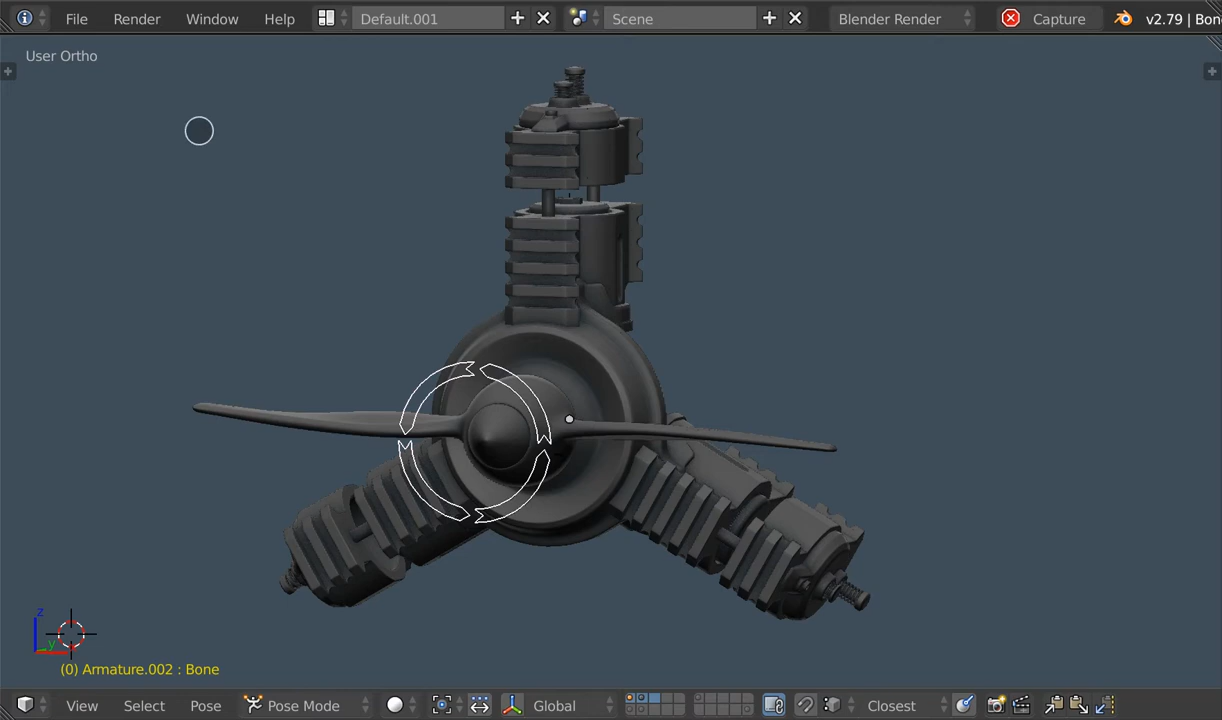 File Render Window Help Default.001 Scene Blender Render Capture v2.79 | Bon
User Ortho
z
y
(0) Armature.002 : Bone
View Select Pose Pose Mode Global Closest